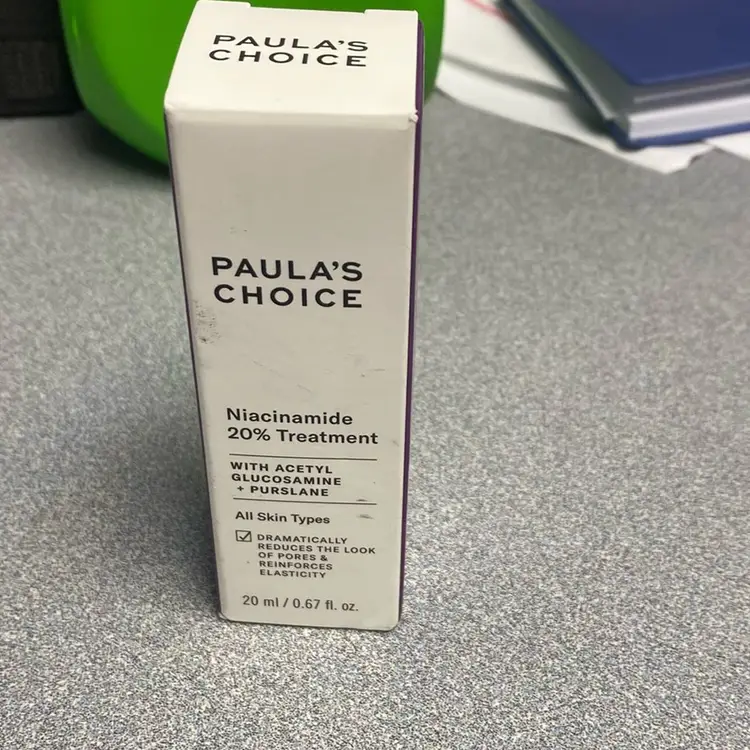 PAULA'S
CHOICE
PAULA'S
CHOICE
Niacinamide
20% Treatment
WITH ACETYL
GLUCOSAMINE
+ PURSLANE
All Skin Types
DRAMATICALLY
REDUCES THE LOOK
OF PORES &
REINFORCES
ELASTICITY
20 ml / 0.67 fl. oz.